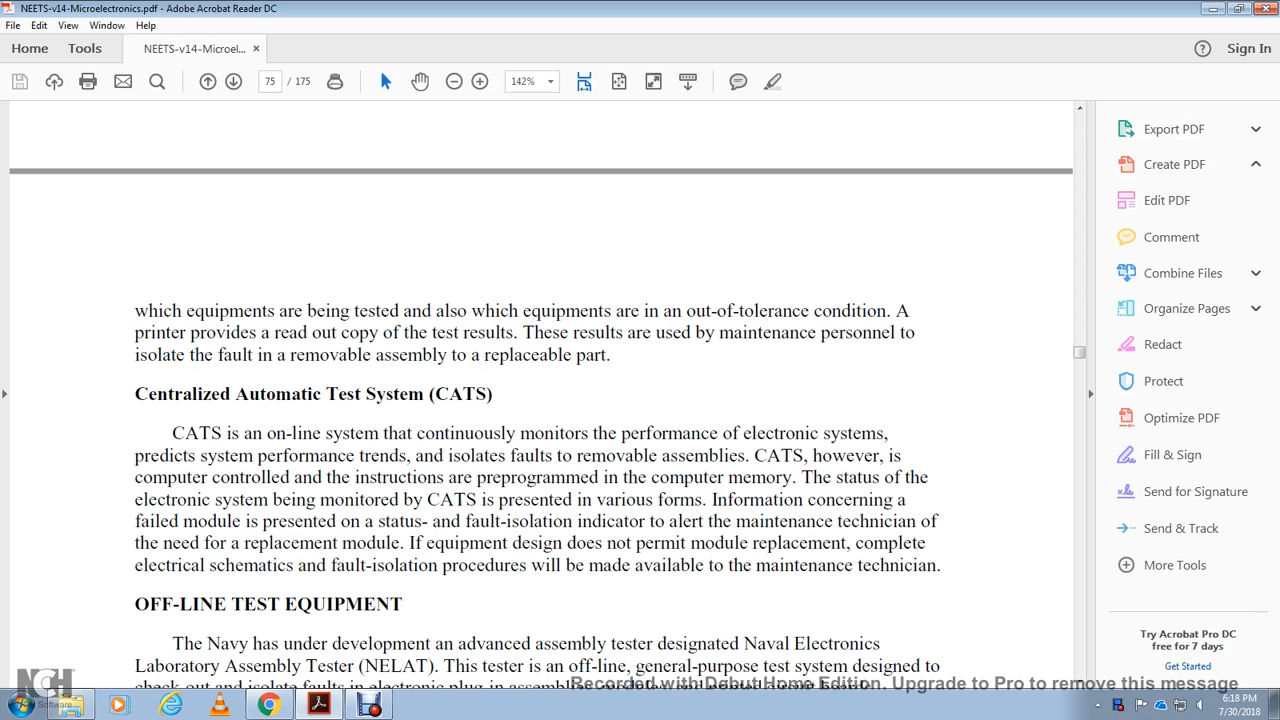 NEETS-v14-Microelectronics.pdf - Adobe Acrobat Reader DC
File Edit View Window Help
Home Tools NEETS-v14-Microel... × Sign In
75 / 175 142%
which equipments are being tested and also which equipments are in an out-of-tolerance condition. A
printer provides a read out copy of the test results. These results are used by maintenance personnel to
isolate the fault in a removable assembly to a replaceable part.
Centralized Automatic Test System (CATS)
CATS is an on-line system that continuously monitors the performance of electronic systems,
predicts system performance trends, and isolates faults to removable assemblies. CATS, however, is
computer controlled and the instructions are preprogrammed in the computer memory. The status of the
electronic system being monitored by CATS is presented in various forms. Information concerning a
failed module is presented on a status- and fault-isolation indicator to alert the maintenance technician of
the need for a replacement module. If equipment design does not permit module replacement, complete
electrical schematics and fault-isolation procedures will be made available to the maintenance technician.
OFF-LINE TEST EQUIPMENT
The Navy has under development an advanced assembly tester designated Naval Electronics
Laboratory Assembly Tester (NELAT). This tester is an off-line, general-purpose test system designed to
check out and isolate faults in electronic
Export PDF
Create PDF
Edit PDF
Comment
Combine Files
Organize Pages
Redact
Protect
Optimize PDF
Fill & Sign
Send for Signature
Send & Track
More Tools
Try Acrobat Pro DC
free for 7 days
Get Started
NCH Software
Recorded with Debut Home Edition. Upgrade to Pro to remove this message
6:18 PM
7/30/2018